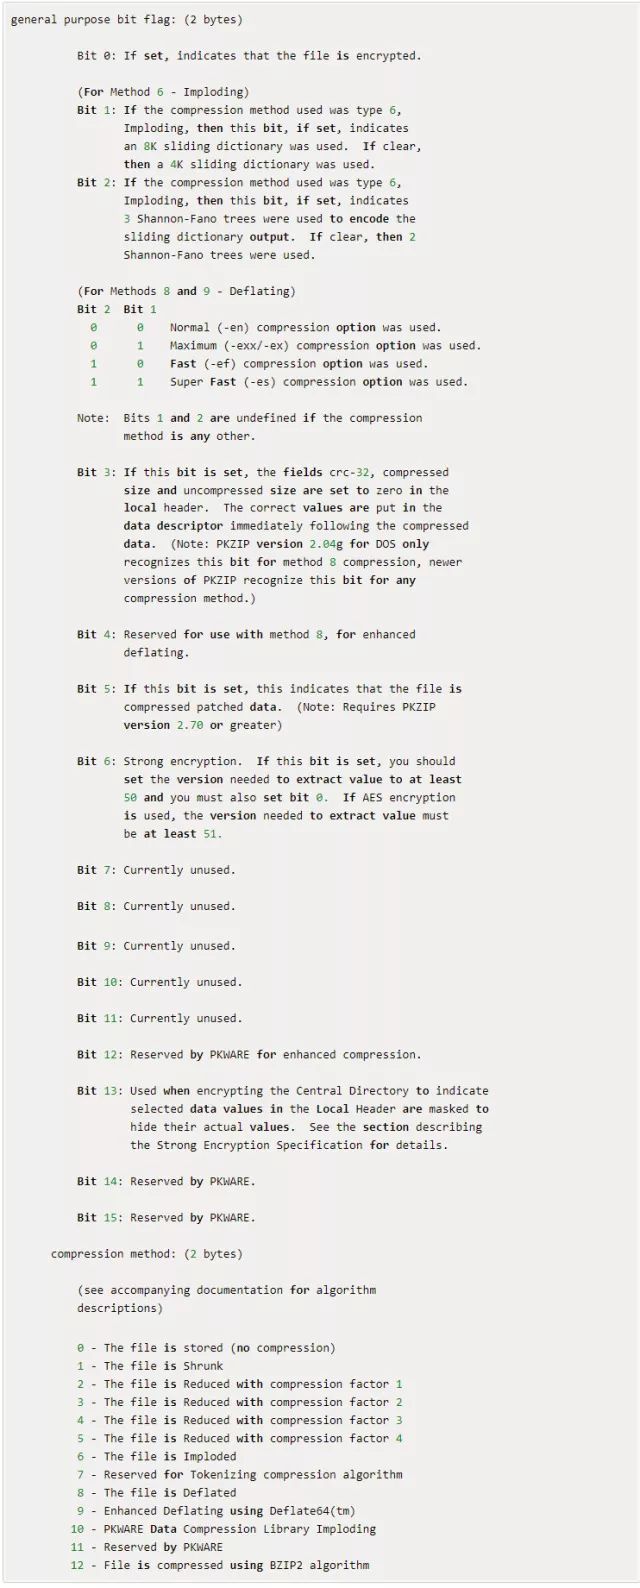 general purpose bit flag: (2 bytes)
Bit 0: If set, indicates that the file is encrypted.
(For Method 6 - Imploding)
Bit 1: If the compression method used was type 6,
Imploding, then this bit, if set, indicates
an 8K sliding dictionary was used.  If clear,
then a 4K sliding dictionary was used.
Bit 2: If the compression method used was type 6,
Imploding, then this bit, if set, indicates
3 Shannon-Fano trees were used to encode the
sliding dictionary output.  If clear, then 2
Shannon-Fano trees were used.
(For Methods 8 and 9 - Deflating)
Bit 2  Bit 1
0      0    Normal (-en) compression option was used.
0      1    Maximum (-exx/-ex) compression option was used.
1      0    Fast (-ef) compression option was used.
1      1    Super Fast (-es) compression option was used.
Note:  Bits 1 and 2 are undefined if the compression
method is any other.
Bit 3: If this bit is set, the fields crc-32, compressed
size and uncompressed size are set to zero in the
local header.  The correct values are put in the
data descriptor immediately following the compressed
data.  (Note: PKZIP version 2.04g for DOS only
recognizes this bit for method 8 compression, newer
versions of PKZIP recognize this bit for any
compression method.)
Bit 4: Reserved for use with method 8, for enhanced
deflating.
Bit 5: If this bit is set, this indicates that the file is
compressed patched data.  (Note: Requires PKZIP
version 2.70 or greater)
Bit 6: Strong encryption.  If this bit is set, you should
set the version needed to extract value to at least
50 and you must also set bit 0.  If AES encryption
is used, the version needed to extract value must
be at least 51.
Bit 7: Currently unused.
Bit 8: Currently unused.
Bit 9: Currently unused.
Bit 10: Currently unused.
Bit 11: Currently unused.
Bit 12: Reserved by PKWARE for enhanced compression.
Bit 13: Used when encrypting the Central Directory to indicate
selected data values in the Local Header are masked to
hide their actual values.  See the section describing
the Strong Encryption Specification for details.
Bit 14: Reserved by PKWARE.
Bit 15: Reserved by PKWARE.
compression method: (2 bytes)
(see accompanying documentation for algorithm
descriptions)
0 - The file is stored (no compression)
1 - The file is Shrunk
2 - The file is Reduced with compression factor 1
3 - The file is Reduced with compression factor 2
4 - The file is Reduced with compression factor 3
5 - The file is Reduced with compression factor 4
6 - The file is Imploded
7 - Reserved for Tokenizing compression algorithm
8 - The file is Deflated
9 - Enhanced Deflating using Deflate64(tm)
10 - PKWARE Data Compression Library Imploding
11 - Reserved by PKWARE
12 - File is compressed using BZIP2 algorithm